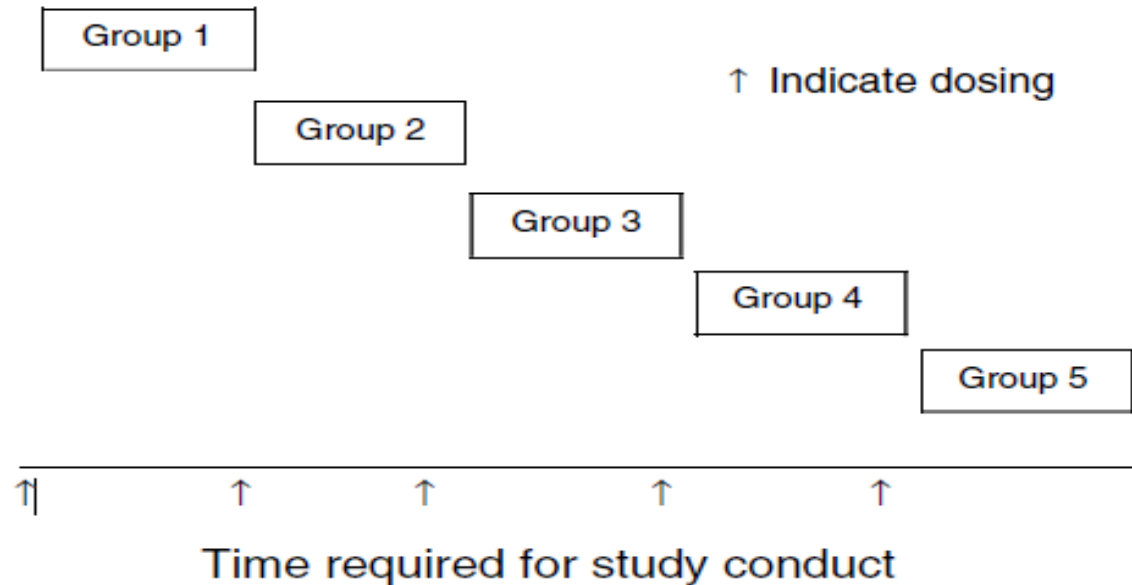 Group 1
↑ Indicate dosing
Group 2
Group 3
Group 4
Group 5
↑ ↑ ↑ ↑ ↑
Time required for study conduct